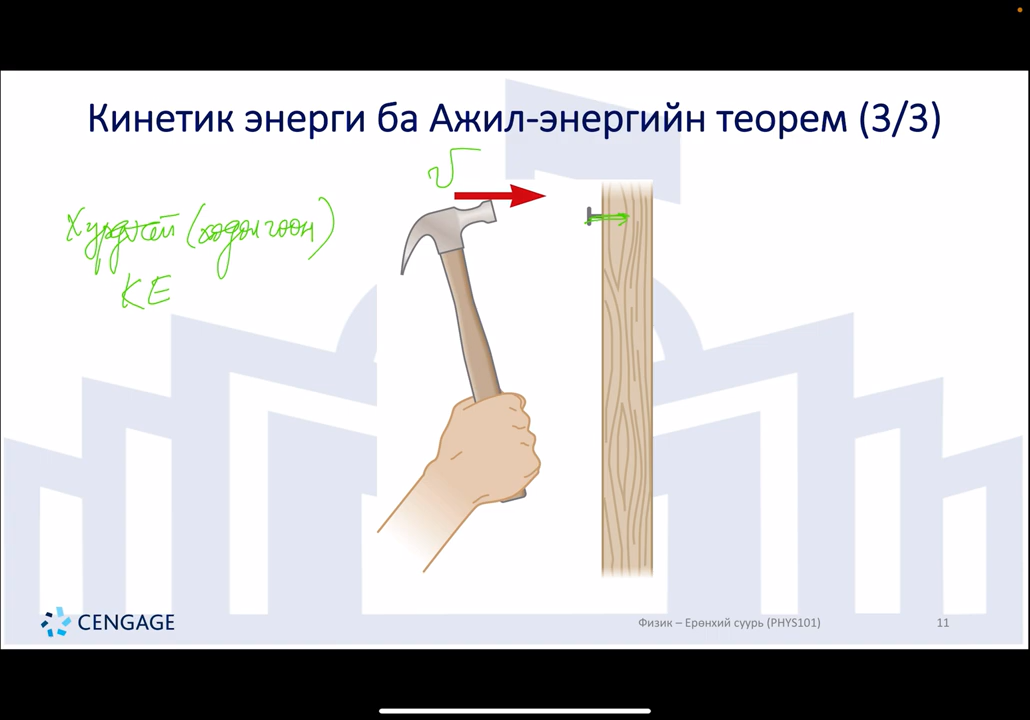 Кинетик энерги ба Ажил-энергийн теорем (3/3)
v
Хурдтай (хөдөлгөөн)
KE
CENGAGE
Физик – Ерөнхий суурь (PHYS101)
11